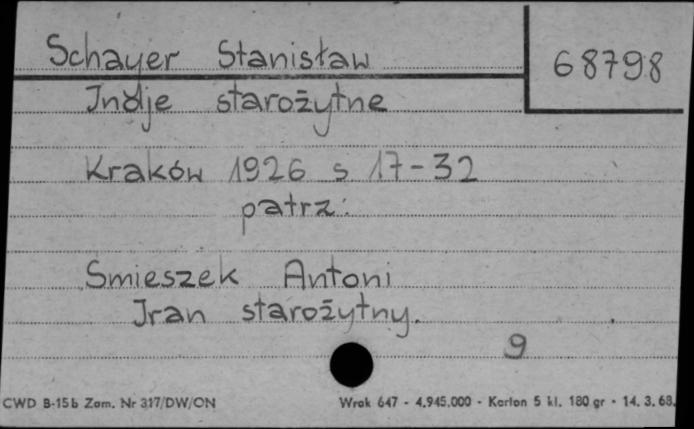 Schayer Stanisław 68798
Indje starożytne
Kraków 1926 s 17-32
patrz:
Smieszek Antoni
Iran starożytny.
9
CWD B-15b Zam. Nr 317/DW/ON Wrak 647 - 4.945.000 - Karton 5 kl. 180 gr - 14.3.68.